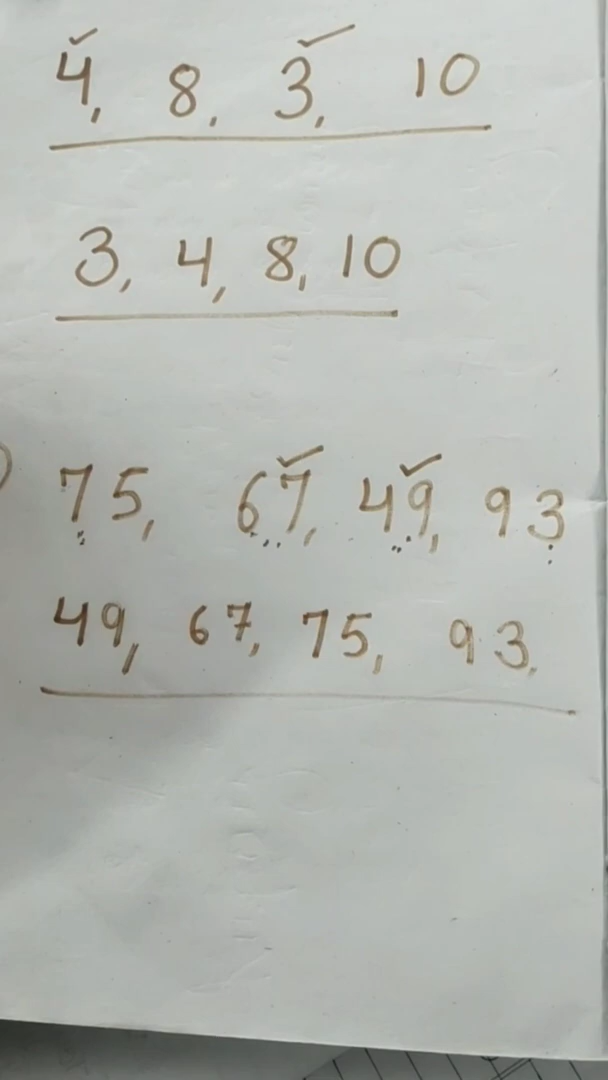 4, 8, 3, 10
3, 4, 8, 10
75, 67, 49, 93
49, 67, 75, 93.